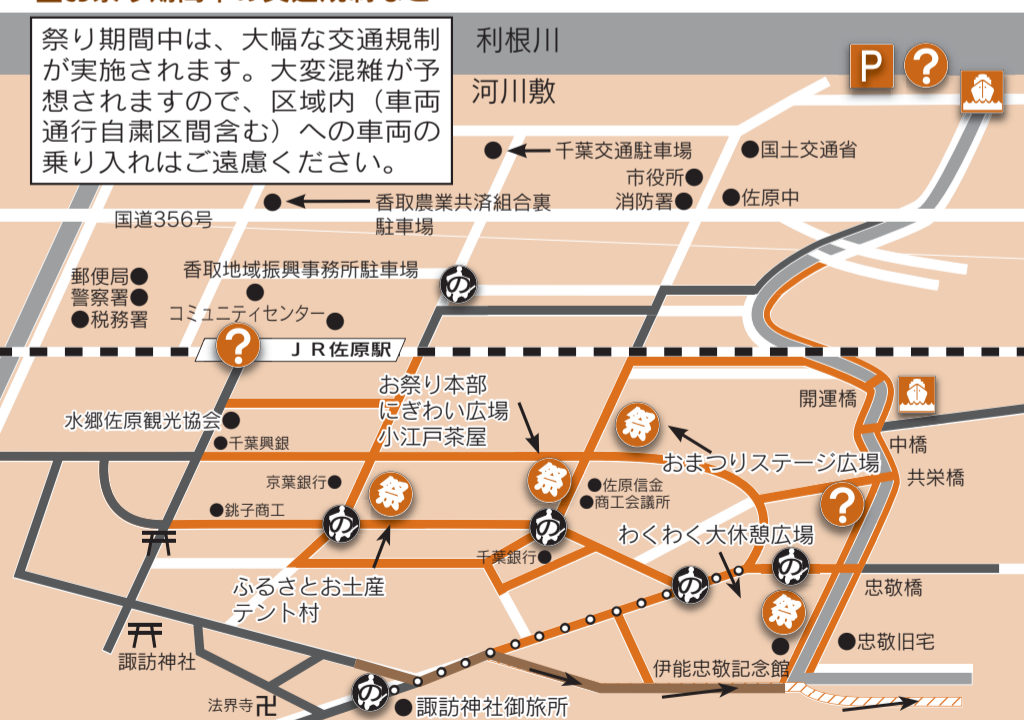 祭り期間中は、大幅な交通規制
が実施されます。大変混雑が予
想されますので、区域内（車両
通行自粛区間含む）への車両の
乗り入れはご遠慮ください。
利根川
河川敷
P
?
千葉交通駐車場
国土交通省
市役所
消防署
佐原中
香取農業共済組合裏
駐車場
国道356号
郵便局
警察署
税務署
香取地域振興事務所駐車場
コミュニティセンター
の
?
ＪＲ佐原駅
お祭り本部
にぎわい広場
小江戸茶屋
開運橋
水郷佐原観光協会
千葉興銀
祭
おまつりステージ広場
中橋
共栄橋
京葉銀行
祭
祭
佐原信金
商工会議所
?
銚子商工
の
の
千葉銀行
わくわく大休憩広場
ふるさとお土産
テント村
の
の
忠敬橋
祭
忠敬旧宅
諏訪神社
伊能忠敬記念館
法界寺卍
の
諏訪神社御旅所